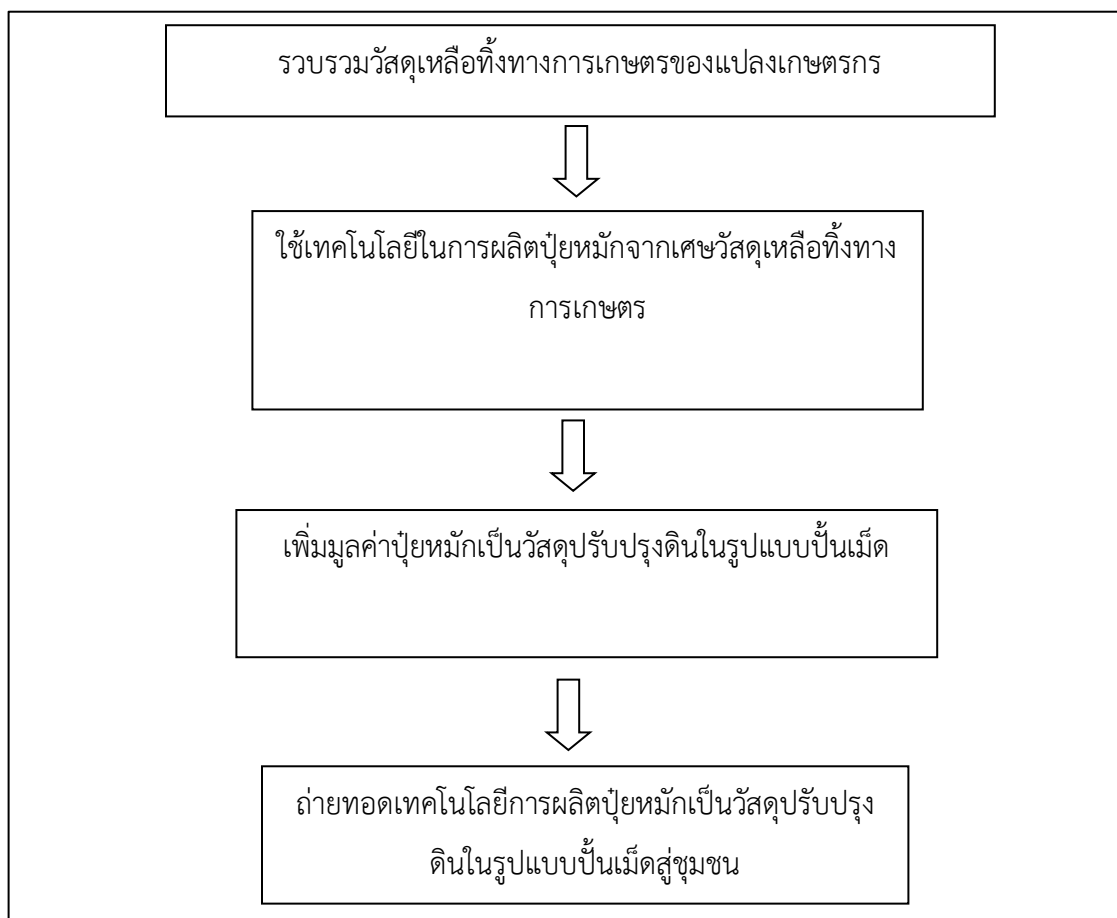 รวบรวมวัสดุเหลือทิ้งทางการเกษตรของแปลงเกษตรกร
ใช้เทคโนโลยีในการผลิตปุ๋ยหมักจากเศษวัสดุเหลือทิ้งทาง
การเกษตร
เพิ่มมูลค่าปุ๋ยหมักเป็นวัสดุปรับปรุงดินในรูปแบบปั้นเม็ด
ถ่ายทอดเทคโนโลยีการผลิตปุ๋ยหมักเป็นวัสดุปรับปรุง
ดินในรูปแบบปั้นเม็ดสู่ชุมชน